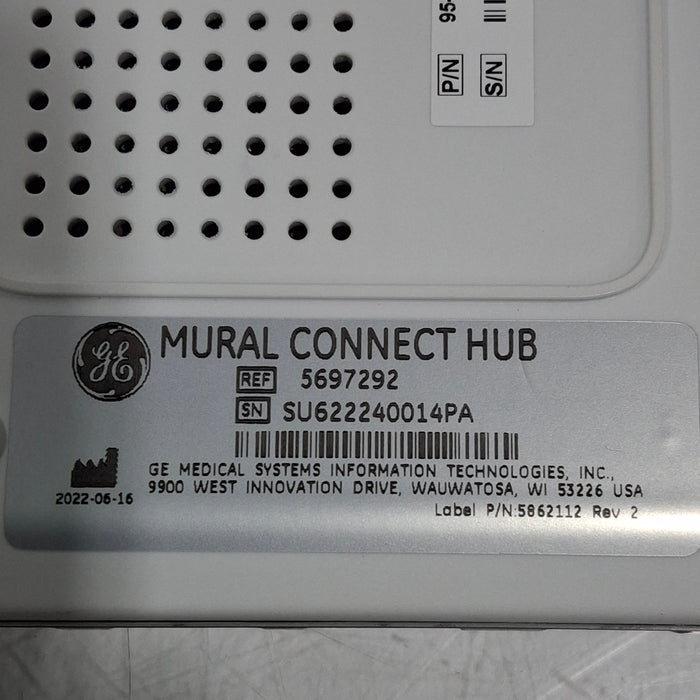 95-
P/N
S/N
GE
MURAL CONNECT HUB
REF 5697292
SN SU622240014PA
GE MEDICAL SYSTEMS INFORMATION TECHNOLOGIES, INC.,
9900 WEST INNOVATION DRIVE, WAUWATOSA, WI 53226 USA
2022-06-16
Label P/N:5862112 Rev 2